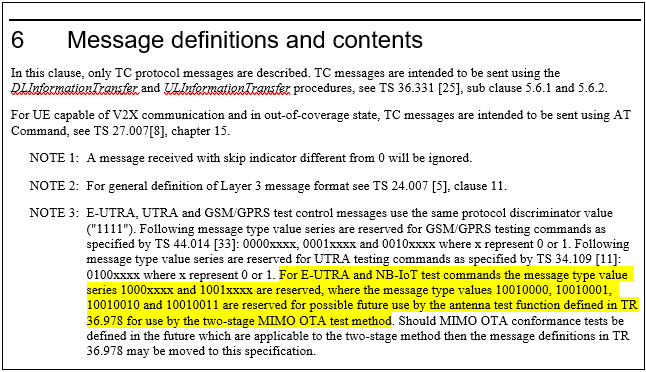 6 Message definitions and contents
In this clause, only TC protocol messages are described. TC messages are intended to be sent using the
DLInformationTransfer and ULInformationTransfer procedures, see TS 36.331 [25], sub clause 5.6.1 and 5.6.2.
For UE capable of V2X communication and in out-of-coverage state, TC messages are intended to be sent using AT
Command, see TS 27.007[8], chapter 15.
NOTE 1: A message received with skip indicator different from 0 will be ignored.
NOTE 2: For general definition of Layer 3 message format see TS 24.007 [5], clause 11.
NOTE 3: E-UTRA, UTRA and GSM/GPRS test control messages use the same protocol discriminator value
("1111"). Following message type value series are reserved for GSM/GPRS testing commands as
specified by TS 44.014 [33]: 0000xxxx, 0001xxxx and 0010xxxx where x represent 0 or 1. Following
message type value series are reserved for UTRA testing commands as specified by TS 34.109 [11]:
0100xxxx where x represent 0 or 1. For E-UTRA and NB-IoT test commands the message type value
series 1000xxxx and 1001xxxx are reserved, where the message type values 10010000, 10010001,
10010010 and 10010011 are reserved for possible future use by the antenna test function defined in TR
36.978 for use by the two-stage MIMO OTA test method. Should MIMO OTA conformance tests be
defined in the future which are applicable to the two-stage method then the message definitions in TR
36.978 may be moved to this specification.